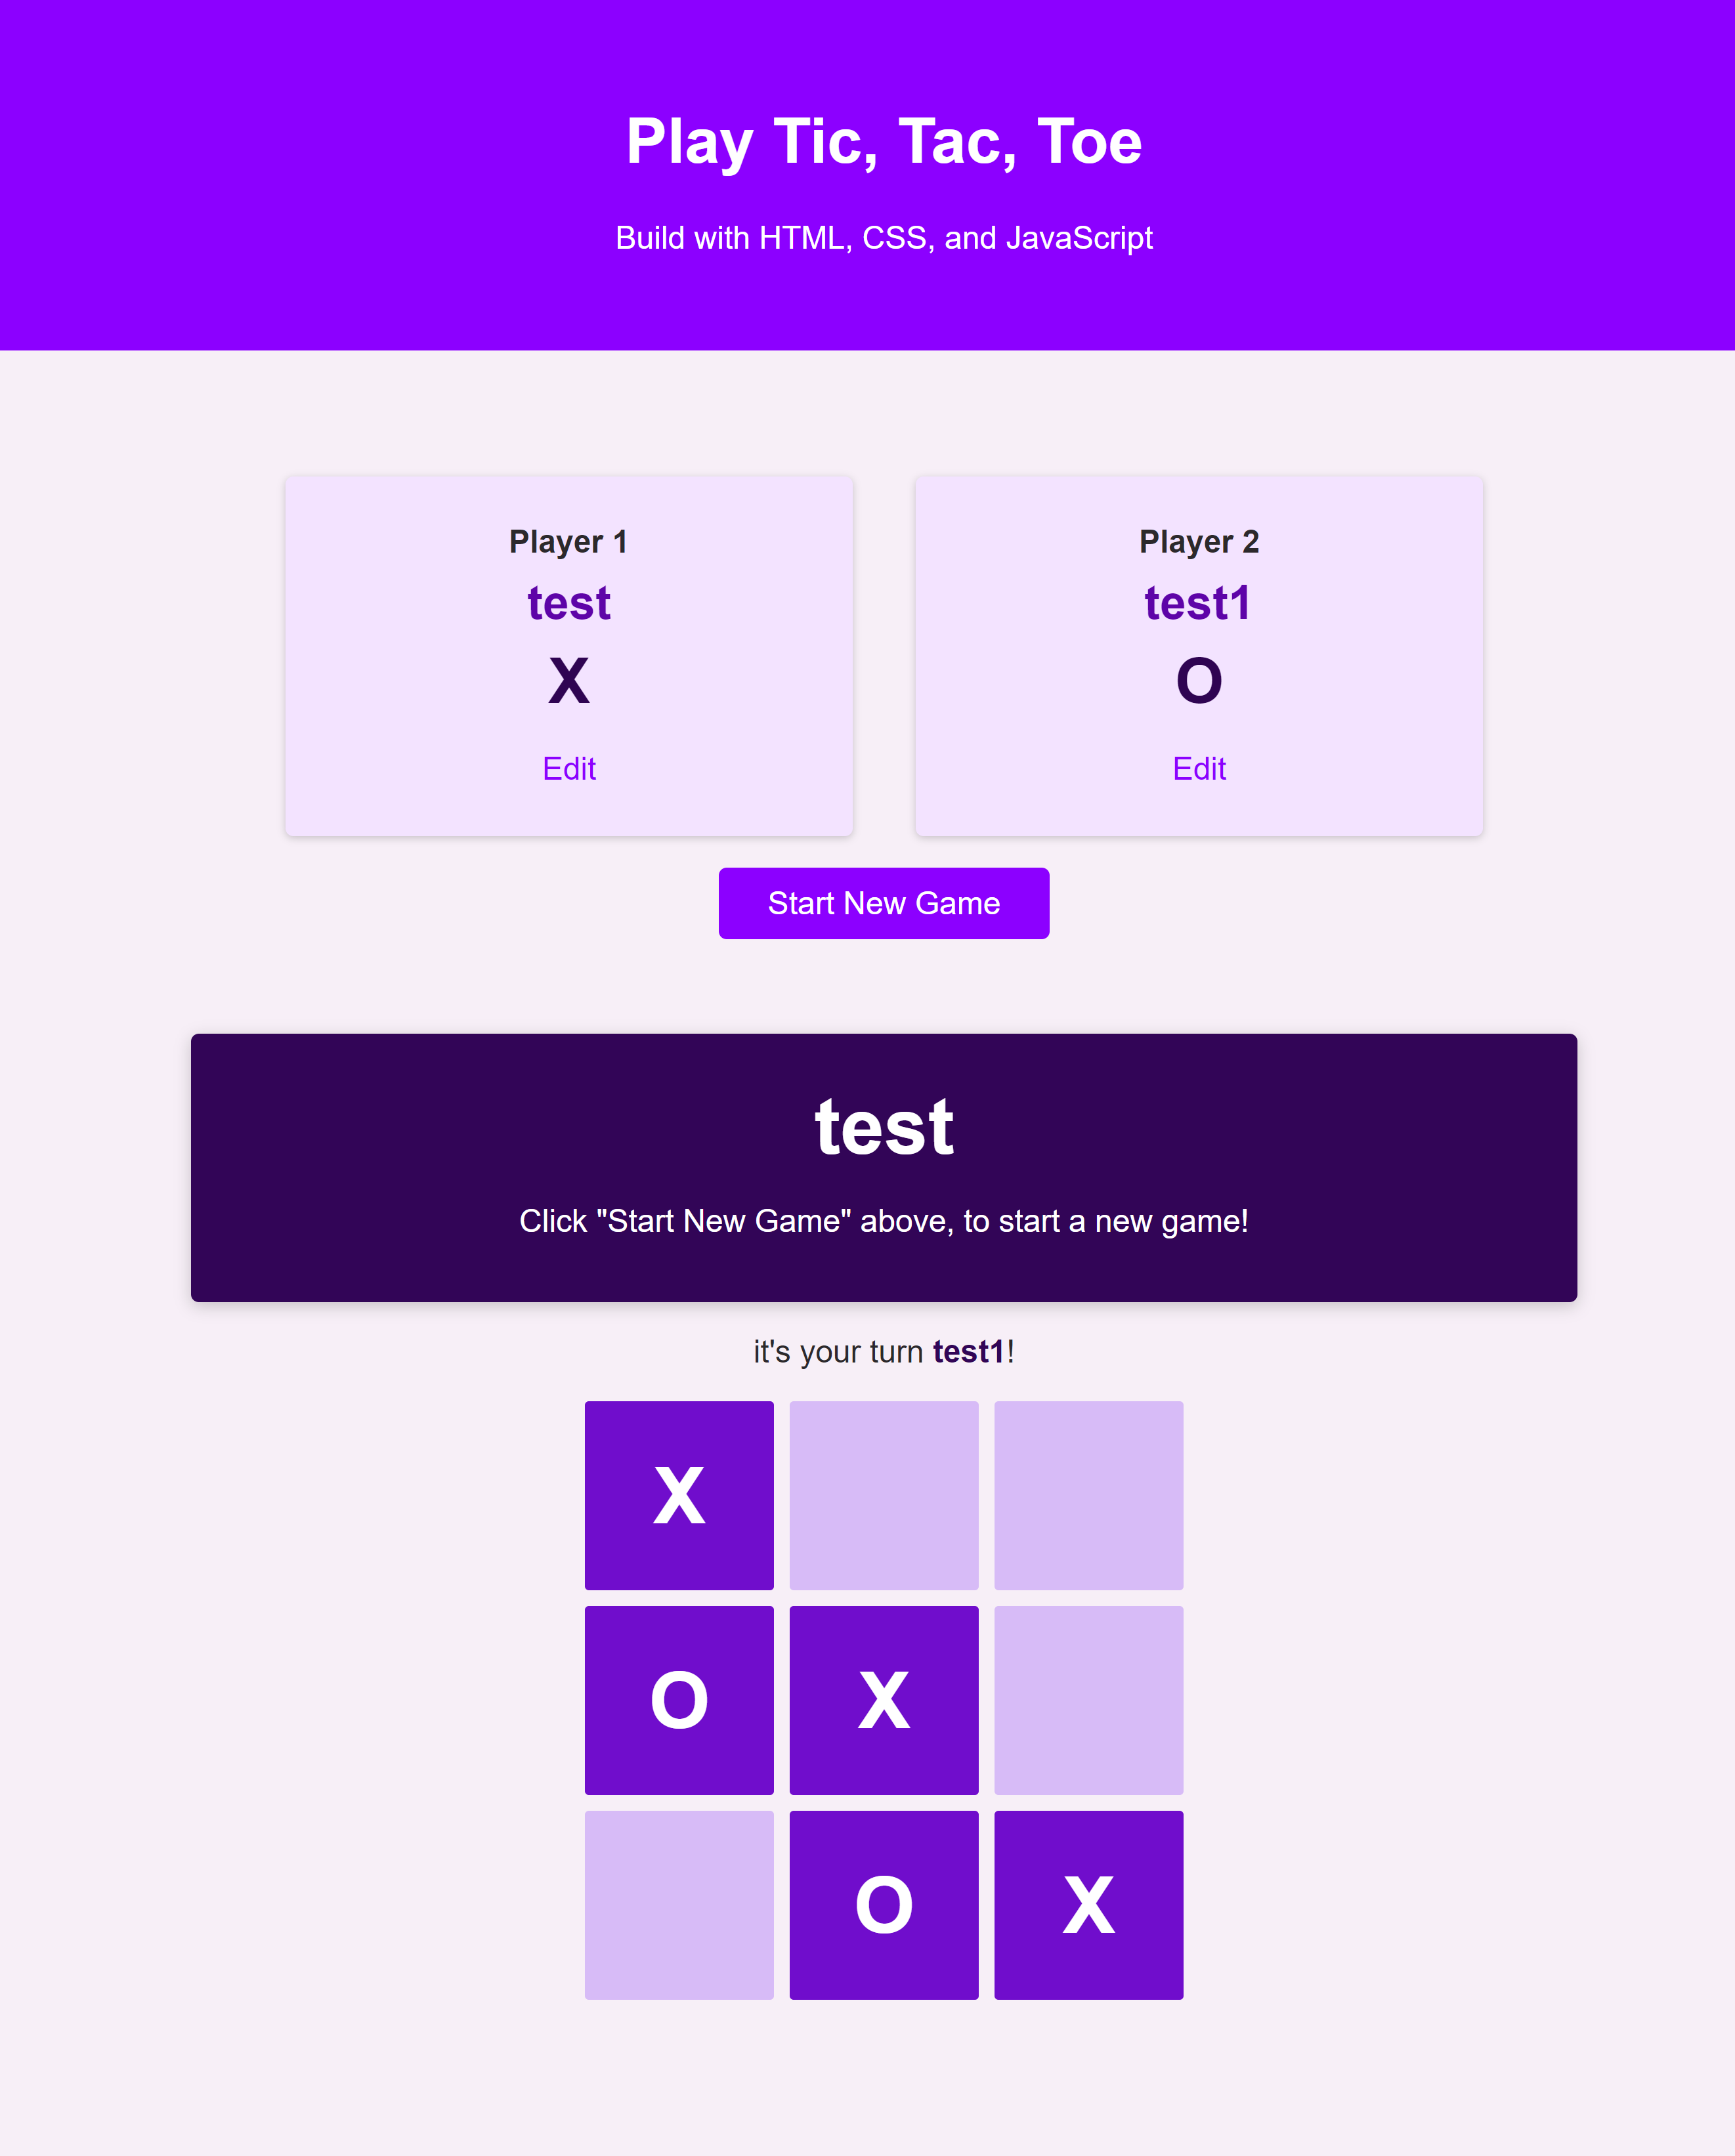 Play Tic, Tac, Toe
Build with HTML, CSS, and JavaScript
Player 1
test
X
Edit
Player 2
test1
O
Edit
Start New Game
test
Click "Start New Game" above, to start a new game!
it's your turn test1!
X
O X
O X